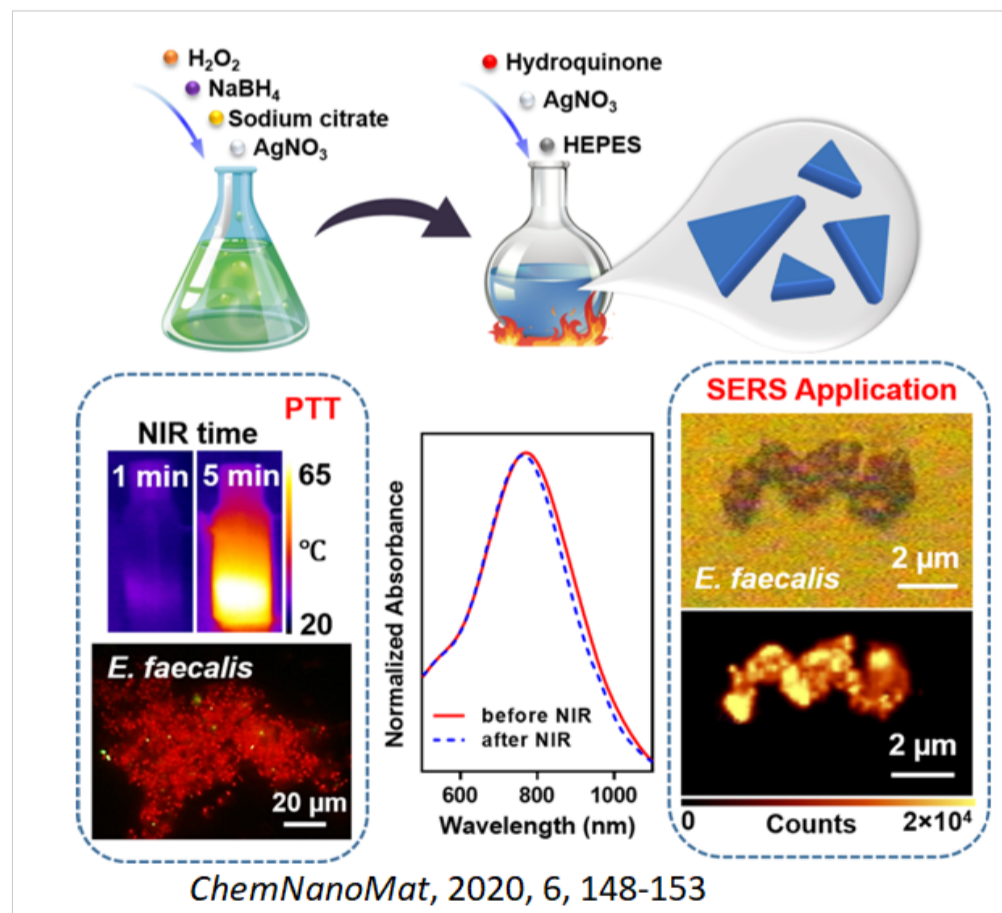 H₂O₂
NaBH₄
Sodium citrate
AgNO₃
Hydroquinone
AgNO₃
HEPES
PTT
NIR time
1 min
5 min
65
℃
20
E. faecalis
20 μm
Normalized Absorbance
before NIR
after NIR
600
800
1000
Wavelength (nm)
SERS Application
2 μm
E. faecalis
2 μm
0
Counts
2×10⁴
ChemNanoMat, 2020, 6, 148-153